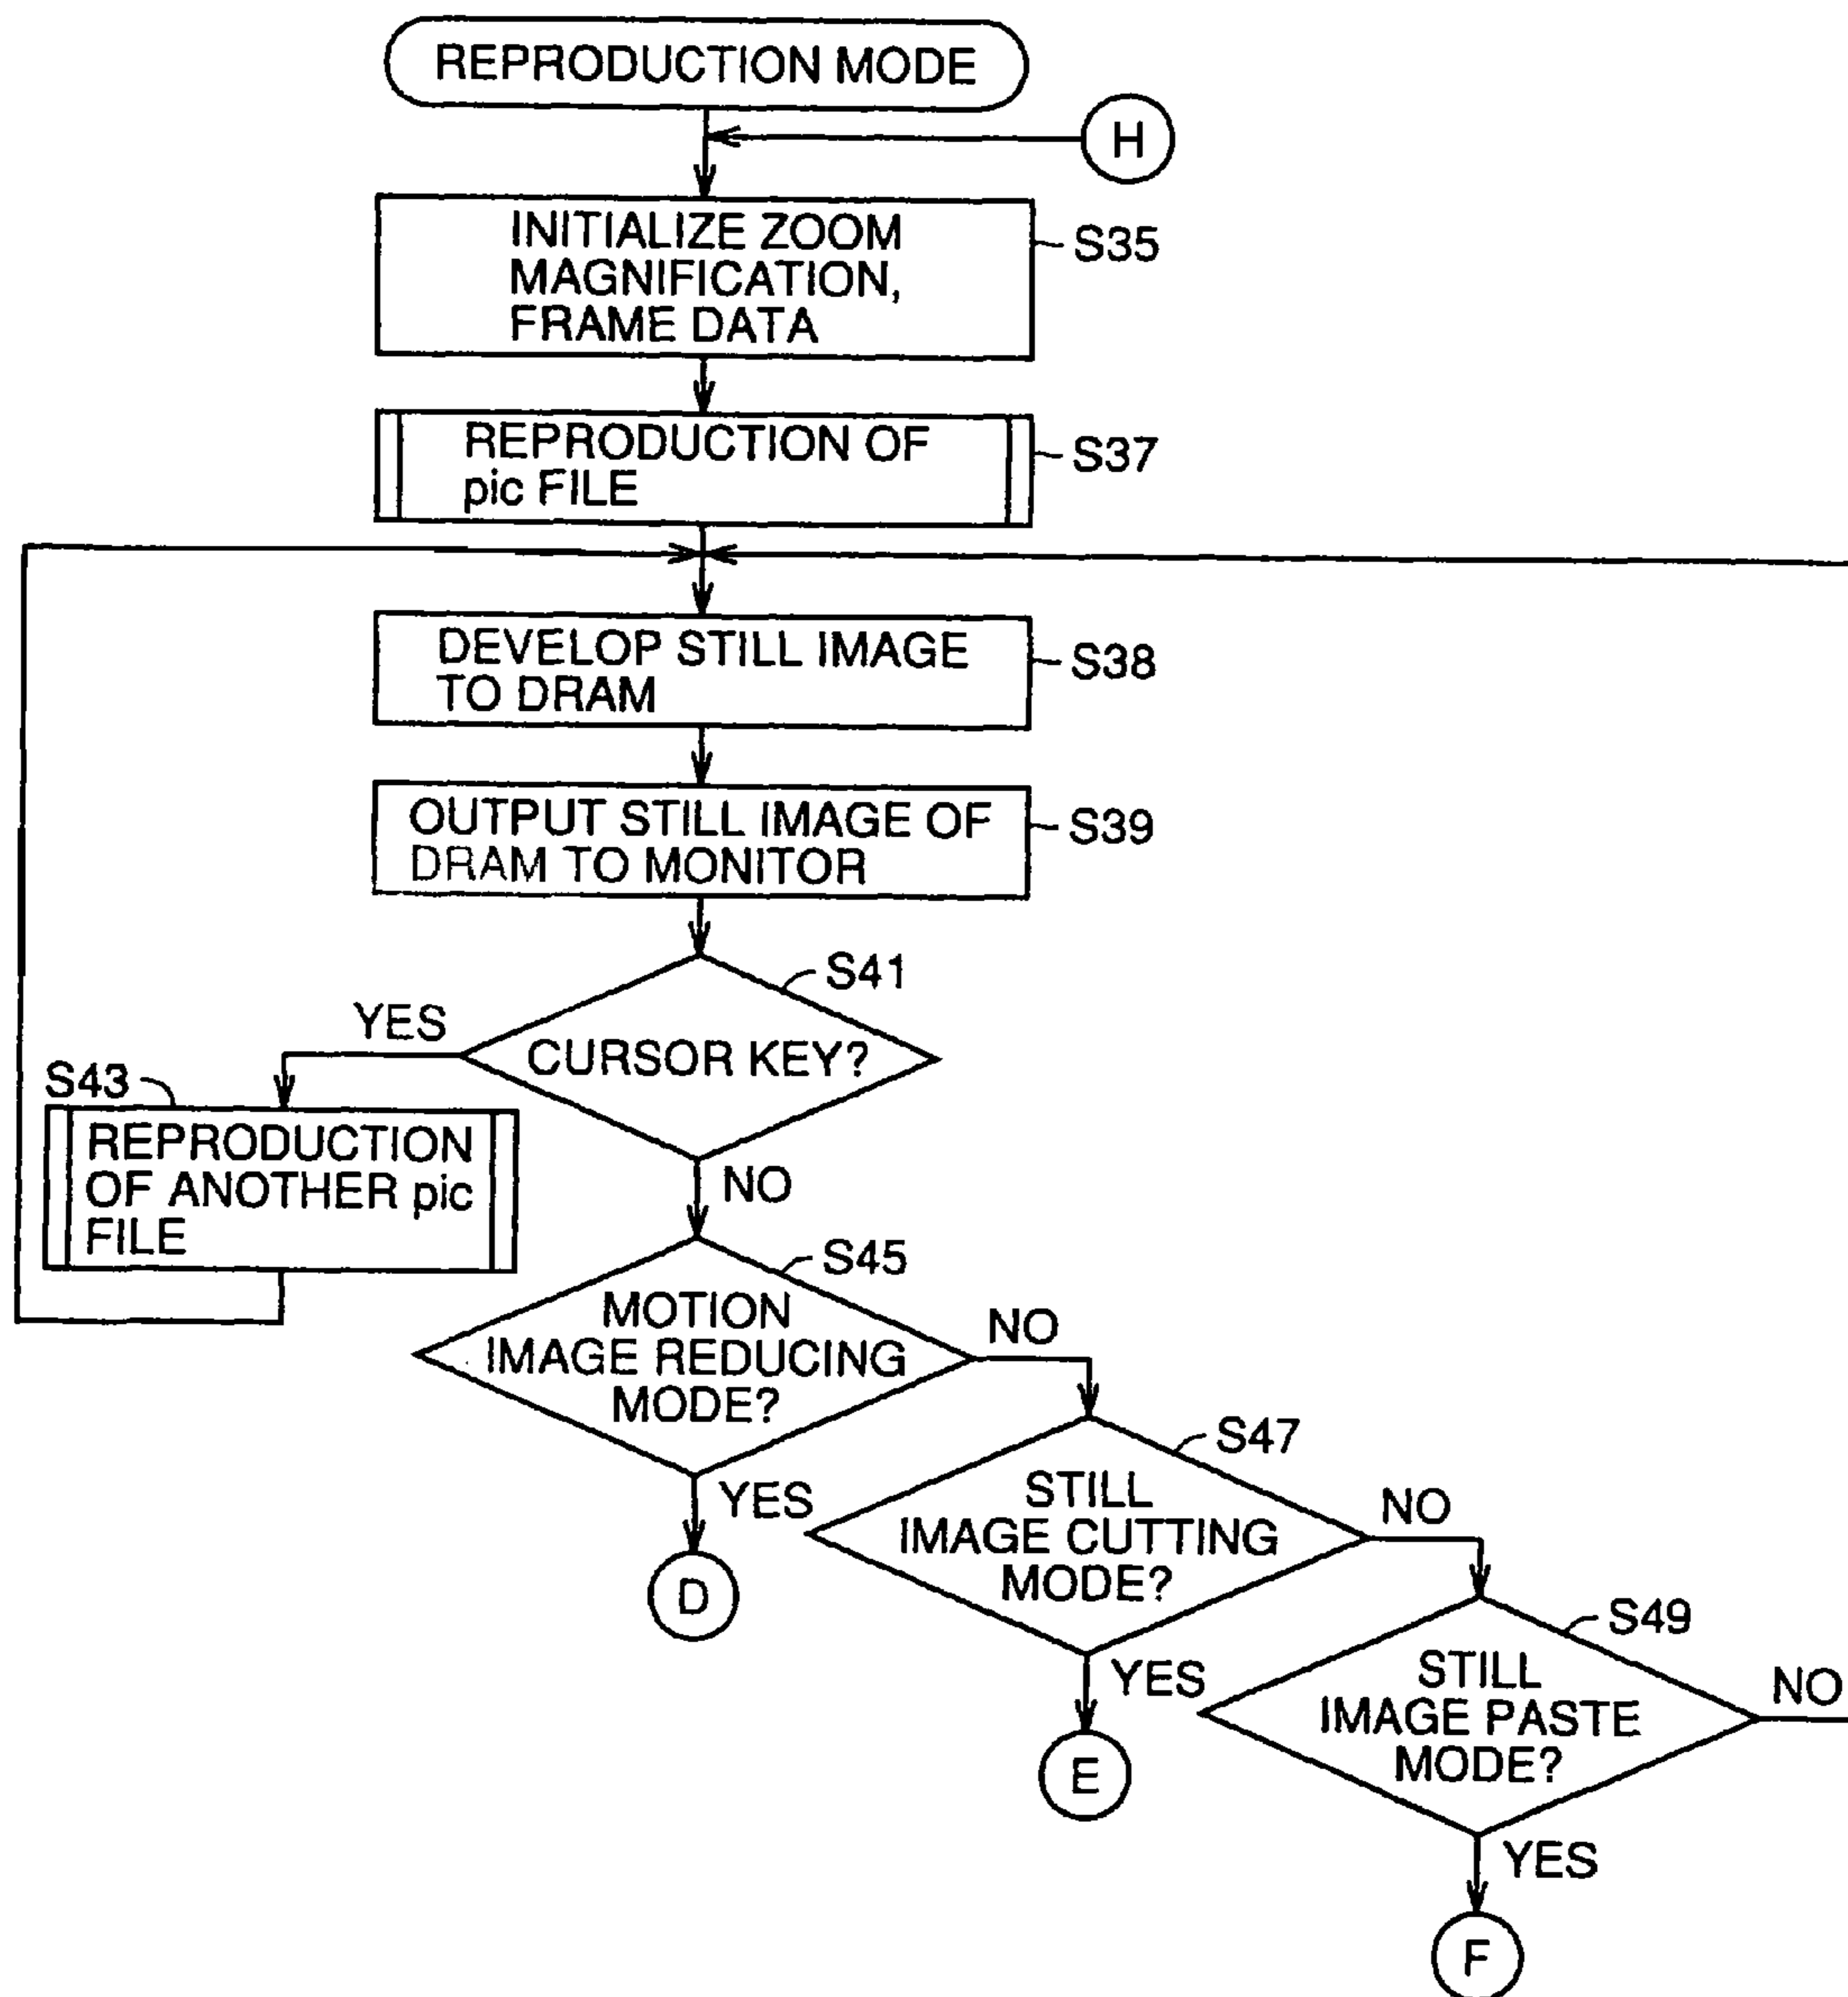 REPRODUCTION MODE
H
INITIALIZE ZOOM
MAGNIFICATION,
FRAME DATA
S35
REPRODUCTION OF
pic FILE
S37
DEVELOP STILL IMAGE
TO DRAM
S38
OUTPUT STILL IMAGE OF
DRAM TO MONITOR
S39
S41
YES
CURSOR KEY?
S43
REPRODUCTION
OF ANOTHER pic
FILE
NO
S45
MOTION
IMAGE REDUCING
MODE?
NO
YES
D
S47
STILL
IMAGE CUTTING
MODE?
NO
YES
E
S49
STILL
IMAGE PASTE
MODE?
NO
YES
F